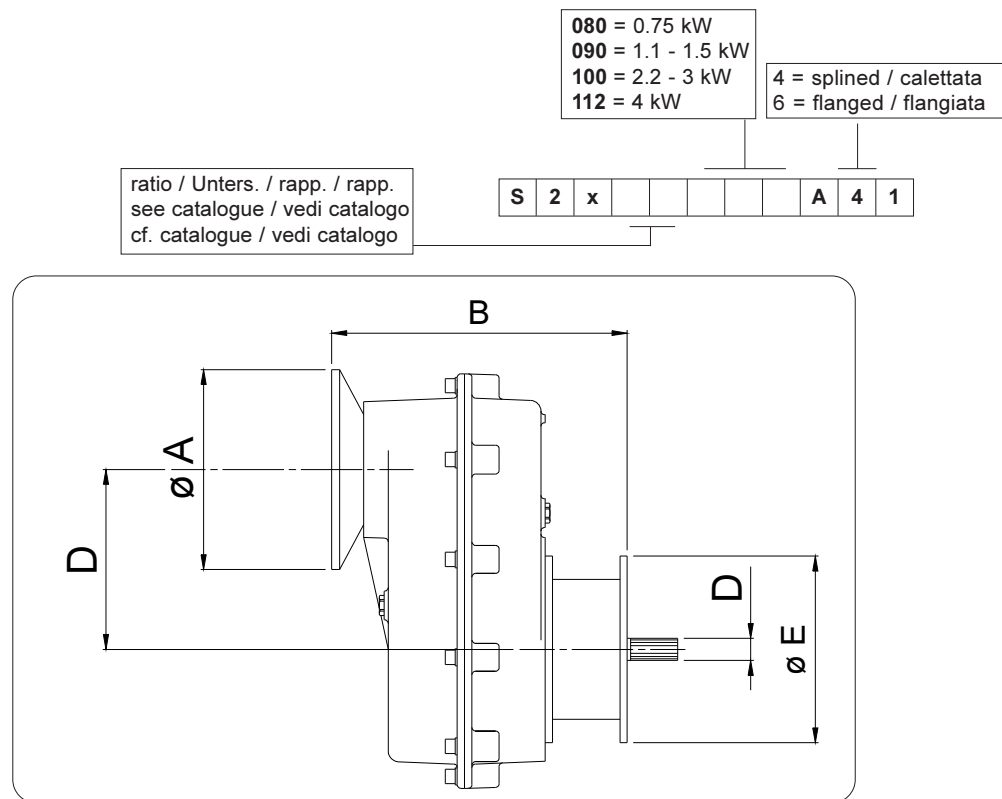 080 = 0.75 kW
090 = 1.1 - 1.5 kW
100 = 2.2 - 3 kW
112 = 4 kW
4 = splined / calettata
6 = flanged / flangiata
ratio / Unters. / rapp. / rapp.
see catalogue / vedi catalogo
cf. catalogue / vedi catalogo
S 2 x A 4 1
B
ø A
D
D
ø E